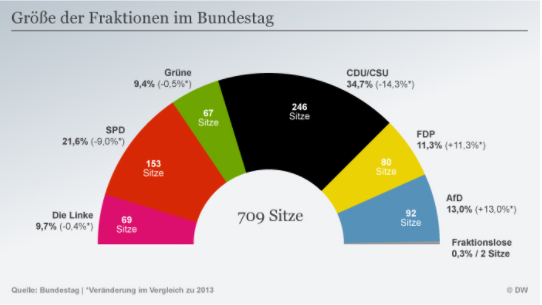 Größe der Fraktionen im Bundestag
Grüne
9,4% (-0,5%*)
CDU/CSU
34,7% (-14,3%*)
67
Sitze
246
Sitze
SPD
21,6% (-9,0%*)
FDP
11,3% (+11,3%*)
153
Sitze
80
Sitze
AfD
13,0% (+13,0%*)
Die Linke
9,7% (-0,4%*)
69
Sitze
709 Sitze
92
Sitze
Fraktionslose
0,3% / 2 Sitze
Quelle: Bundestag | *Veränderung im Vergleich zu 2013
© DW